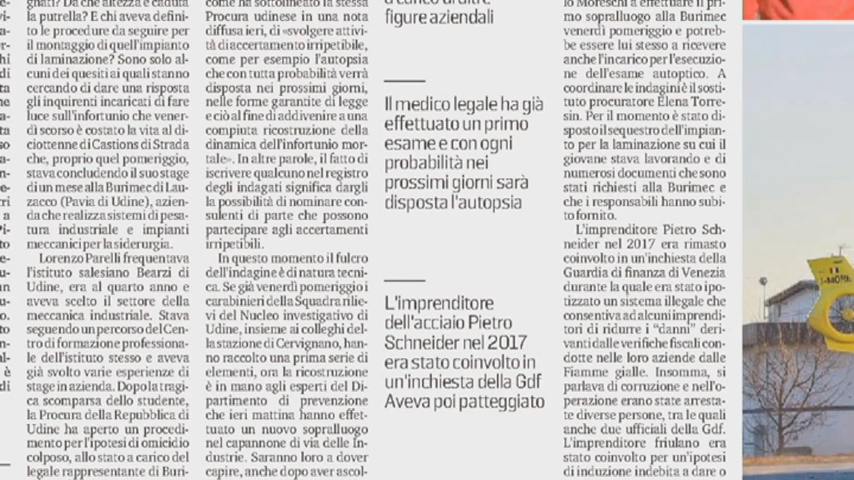 gnati? Da che altezza è caduta
la putrella? E chi aveva defini-
to le procedure da seguire per
il montaggio di quell'impianto
di laminazione? Sono solo al-
cuni dei quesiti ai quali stanno
cercando di dare una risposta
gli inquirenti incaricati di fare
luce sull'infortunio che vener-
dì scorso è costato la vita al di-
ciottenne di Castions di Strada
che, proprio quel pomeriggio,
stava concludendo il suo stage
di un mese alla Burimec di Lau-
zacco (Pavia di Udine), azien-
da che realizza sistemi di pesa-
tura industriale e impianti
meccanici per la siderurgia.
Lorenzo Parelli frequentava
l'istituto salesiano Bearzi di
Udine, era al quarto anno e
aveva scelto il settore della
meccanica industriale. Stava
seguendo un percorso del Cen-
tro di formazione professiona-
le dell'istituto stesso e aveva
già svolto varie esperienze di
stage in azienda. Dopo la tragi-
ca scomparsa dello studente,
la Procura della Repubblica di
Udine ha aperto un procedi-
mento per l'ipotesi di omicidio
colposo, allo stato a carico del
legale rappresentante di Buri-
come ha sottolineato la stessa
Procura udinese in una nota
diffusa ieri, di «svolgere attivi-
tà di accertamento irripetibile,
come per esempio l'autopsia
che con tutta probabilità verrà
disposta nei prossimi giorni,
nelle forme garantite di legge
e ciò al fine di addivenire a una
compiuta ricostruzione della
dinamica dell'infortunio mor-
tale». In altre parole, il fatto di
iscrivere qualcuno nel registro
degli indagati significa dargli
la possibilità di nominare con-
sulenti di parte che possono
partecipare agli accertamenti
irripetibili.
In questo momento il fulcro
dell'indagine è di natura tecni-
ca. Se già venerdì pomeriggio i
carabinieri della Squadra rilie-
vi del Nucleo investigativo di
Udine, insieme ai colleghi del-
la stazione di Cervignano, han-
no raccolto una prima serie di
elementi, ora la ricostruzione
è in mano agli esperti del Di-
partimento di prevenzione
che ieri mattina hanno effet-
tuato un nuovo sopralluogo
nel capannone di via delle In-
dustrie. Saranno loro a dover
capire, anche dopo aver ascol-
figure aziendali
Il medico legale ha già
effettuato un primo
esame e con ogni
probabilità nei
prossimi giorni sarà
disposta l'autopsia
L'imprenditore
dell'acciaio Pietro
Schneider nel 2017
era stato coinvolto in
un'inchiesta della Gdf
Aveva poi patteggiato
lo Moreschi a effettuare il pri-
mo sopralluogo alla Burimec
venerdì pomeriggio e potreb-
be essere lui stesso a ricevere
anche l'incarico per l'esecuzio-
ne dell'esame autoptico. A
coordinare le indagini è il sosti-
tuto procuratore Elena Torre-
sin. Per il momento è stato di-
sposto il sequestro dell'impian-
to per la laminazione su cui il
giovane stava lavorando e di
numerosi documenti che sono
stati richiesti alla Burimec e
che i responsabili hanno subi-
to fornito.
L'imprenditore Pietro Sch-
neider nel 2017 era rimasto
coinvolto in un'inchiesta della
Guardia di finanza di Venezia
durante la quale era stato ipo-
tizzato un sistema illegale che
consentiva ad alcuni imprendi-
tori di ridurre i "danni" deri-
vanti dalle verifiche fiscali con-
dotte nelle loro aziende dalle
Fiamme gialle. Insomma, si
parlava di corruzione e nell'o-
perazione erano state arresta-
te diverse persone, tra le quali
anche due ufficiali della Gdf.
L'imprenditore friulano era
stato coinvolto per un'ipotesi
di induzione indebita a dare o